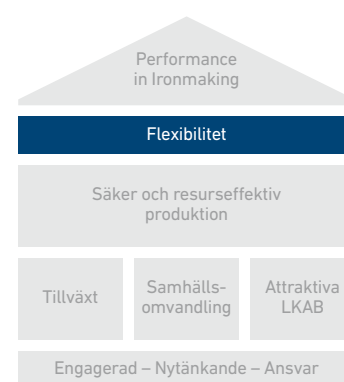 Performance
in Ironmaking
Flexibilitet
Säker och resurseffektiv
produktion
Tillväxt
Samhälls-
omvandling
Attraktiva
LKAB
Engagerad – Nytänkande – Ansvar